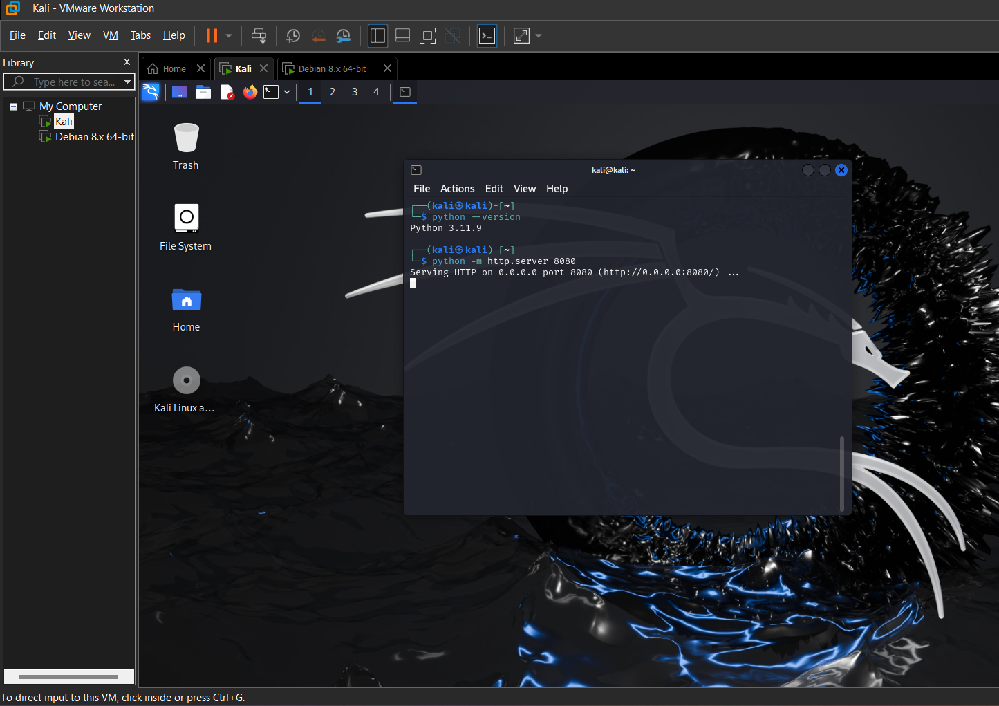 Kali - VMware Workstation
File Edit View VM Tabs Help
Library
Type here to sea...
My Computer
Kali
Debian 8.x 64-bit
Home Kali Debian 8.x 64-bit
1 2 3 4
Trash
File System
Home
Kali Linux a...
kali@kali: ~
File Actions Edit View Help
┌──(kali㉿kali)-[~]
└─$ python --version
Python 3.11.9
┌──(kali㉿kali)-[~]
└─$ python -m http.server 8080
Serving HTTP on 0.0.0.0 port 8080 (http://0.0.0.0:8080/) ...
To direct input to this VM, click inside or press Ctrl+G.